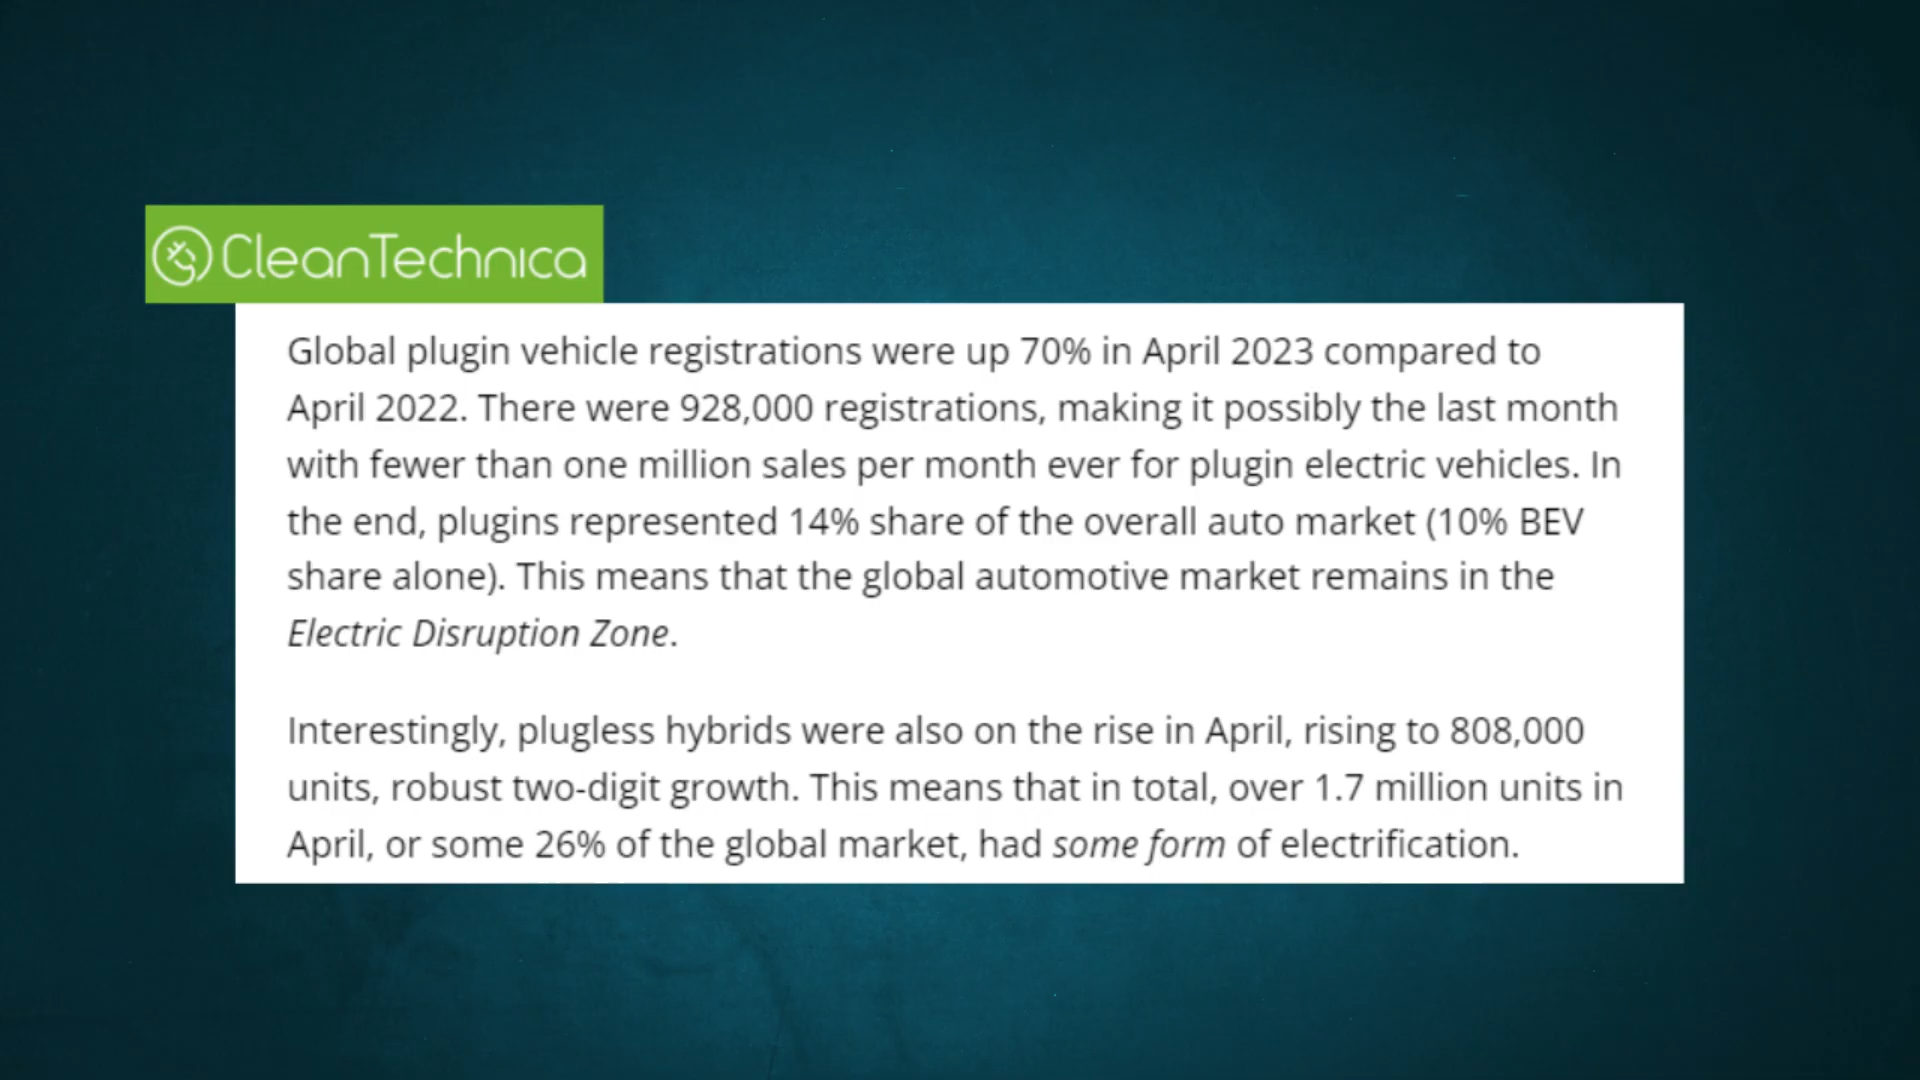 CleanTechnica
Global plugin vehicle registrations were up 70% in April 2023 compared to
April 2022. There were 928,000 registrations, making it possibly the last month
with fewer than one million sales per month ever for plugin electric vehicles. In
the end, plugins represented 14% share of the overall auto market (10% BEV
share alone). This means that the global automotive market remains in the
Electric Disruption Zone.
Interestingly, plugless hybrids were also on the rise in April, rising to 808,000
units, robust two-digit growth. This means that in total, over 1.7 million units in
April, or some 26% of the global market, had some form of electrification.